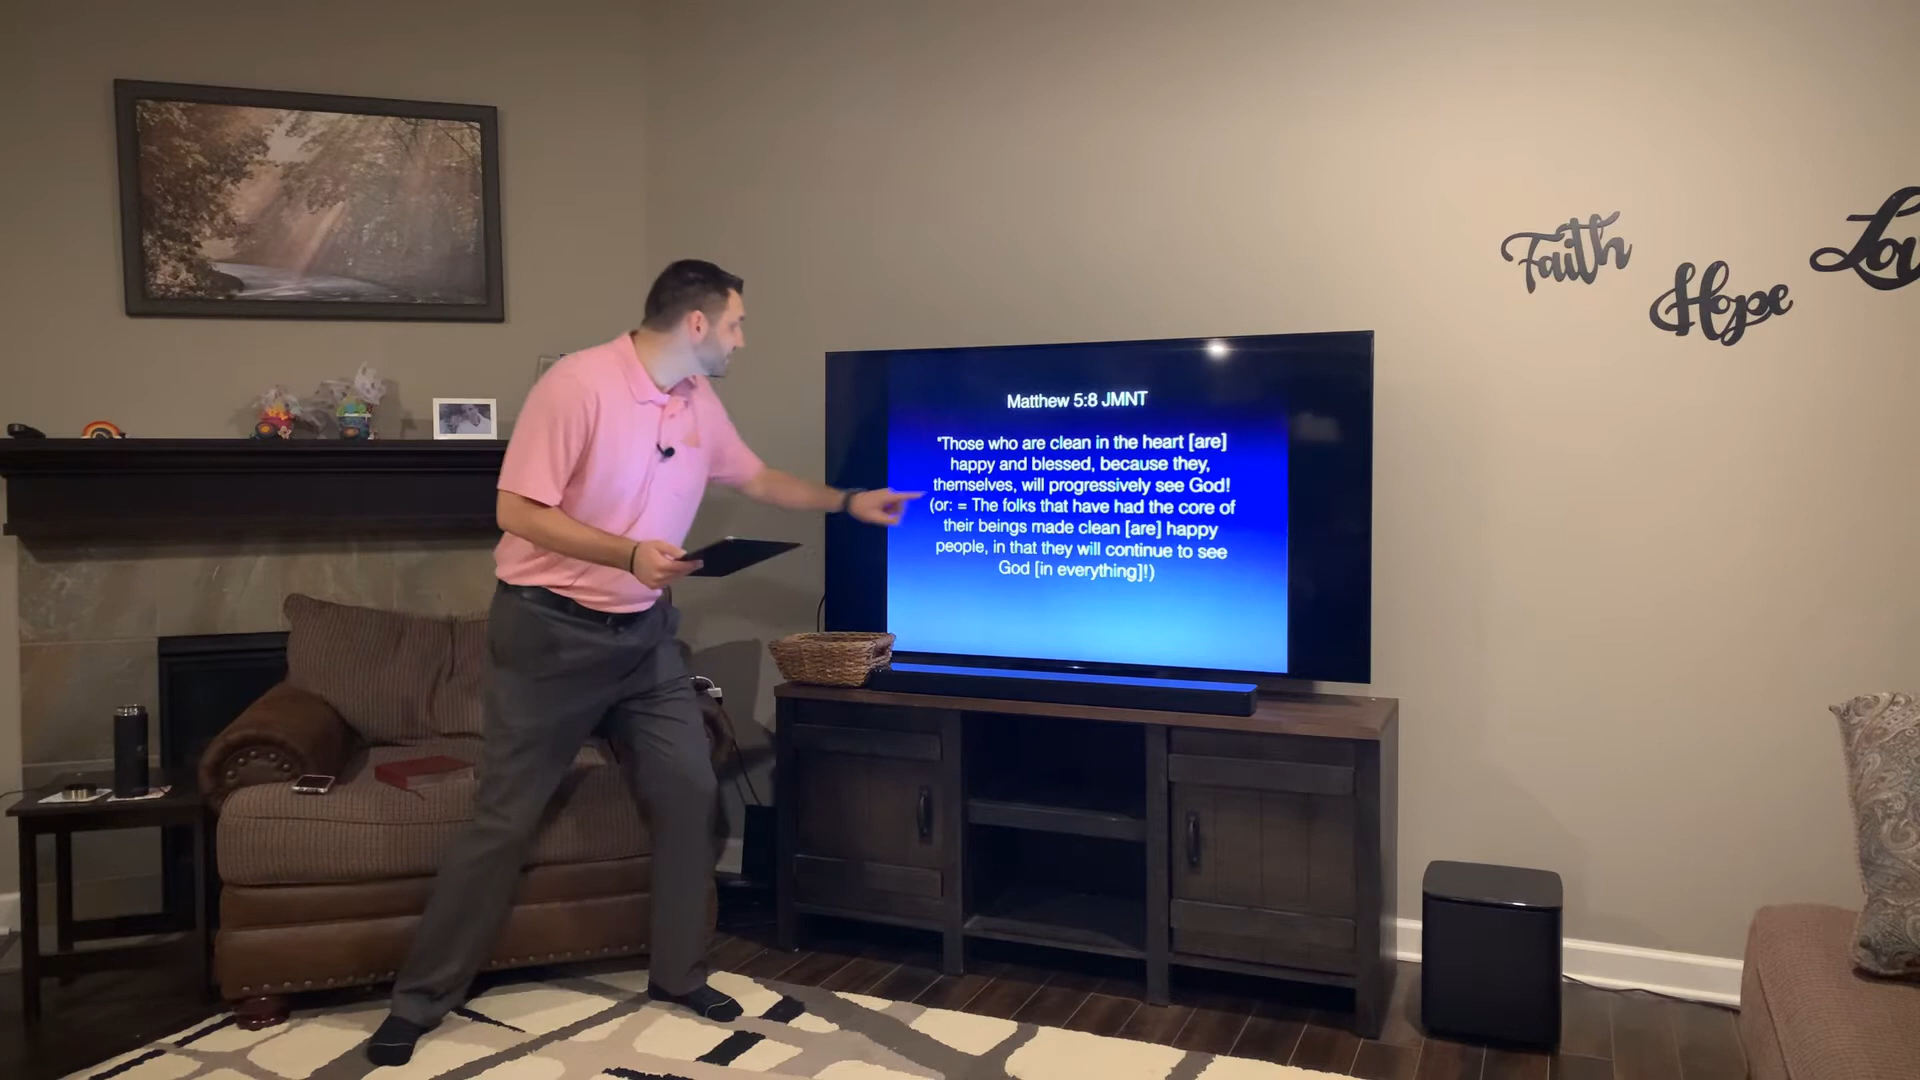 Matthew 5:8 JMNT
"Those who are clean in the heart [are]
happy and blessed, because they,
themselves, will progressively see God!
(or: = The folks that have had the core of
their beings made clean [are] happy
people, in that they will continue to see
God [in everything]!)
Faith
Hope
Lov